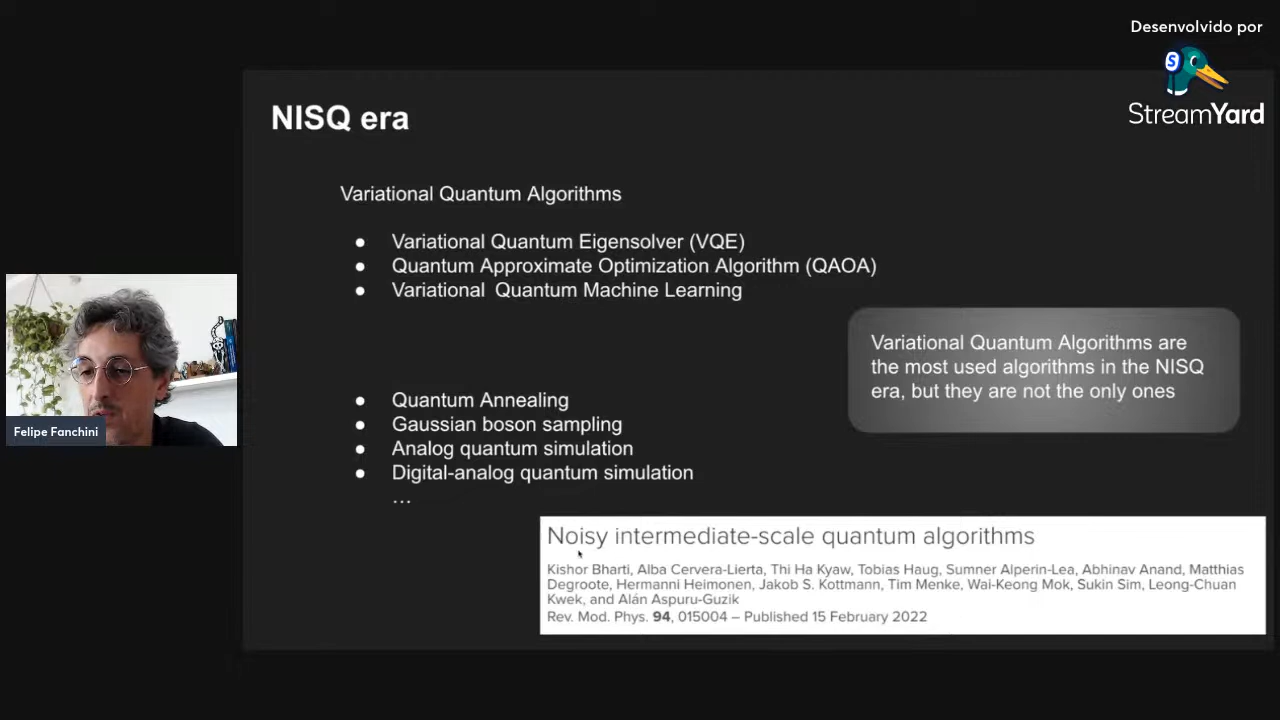 Desenvolvido por
StreamYard
NISQ era
Variational Quantum Algorithms
● Variational Quantum Eigensolver (VQE)
● Quantum Approximate Optimization Algorithm (QAOA)
● Variational Quantum Machine Learning
Variational Quantum Algorithms are
the most used algorithms in the NISQ
era, but they are not the only ones
● Quantum Annealing
● Gaussian boson sampling
● Analog quantum simulation
● Digital-analog quantum simulation
...
Felipe Fanchini
Noisy intermediate-scale quantum algorithms
Kishor Bharti, Alba Cervera-Lierta, Thi Ha Kyaw, Tobias Haug, Sumner Alperin-Lea, Abhinav Anand, Matthias
Degroote, Hermanni Heimonen, Jakob S. Kottmann, Tim Menke, Wai-Keong Mok, Sukin Sim, Leong-Chuan
Kwek, and Alán Aspuru-Guzik
Rev. Mod. Phys. 94, 015004 – Published 15 February 2022